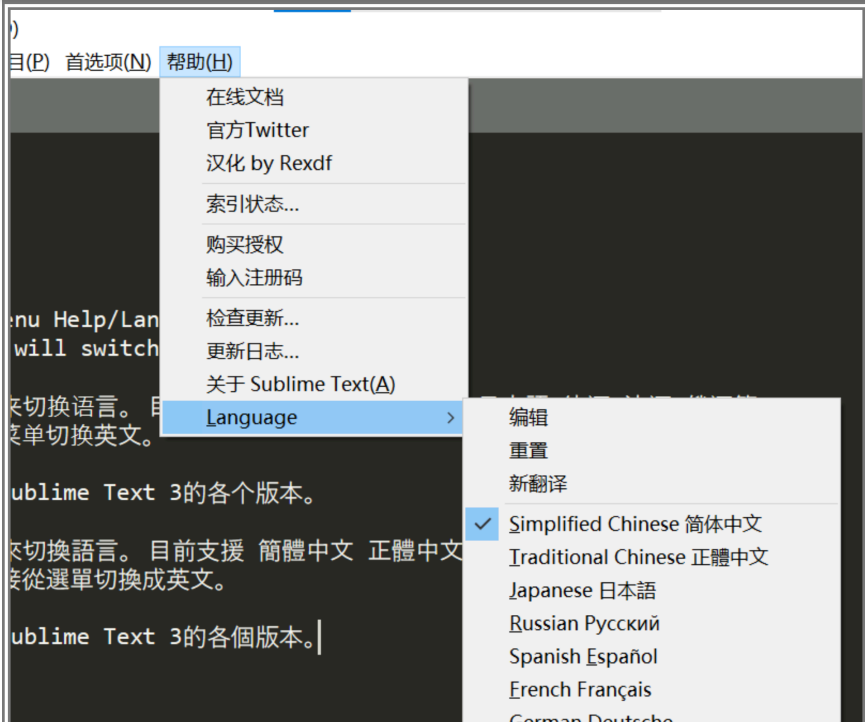 目(P) 首选项(N) 帮助(H)
在线文档
官方Twitter
汉化 by Rexdf
索引状态...
购买授权
输入注册码
检查更新...
更新日志...
关于 Sublime Text(A)
Language
编辑
重置
新翻译
Simplified Chinese 简体中文
Traditional Chinese 正體中文
Japanese 日本語
Russian Русский
Spanish Español
French Français
German Deutsche
enu Help/Lan
will switch
来切换语言。 目
菜单切换英文。
ublime Text 3的各个版本。
來切換語言。 目前支援 簡體中文 正體中文
接從選單切換成英文。
ublime Text 3的各個版本。